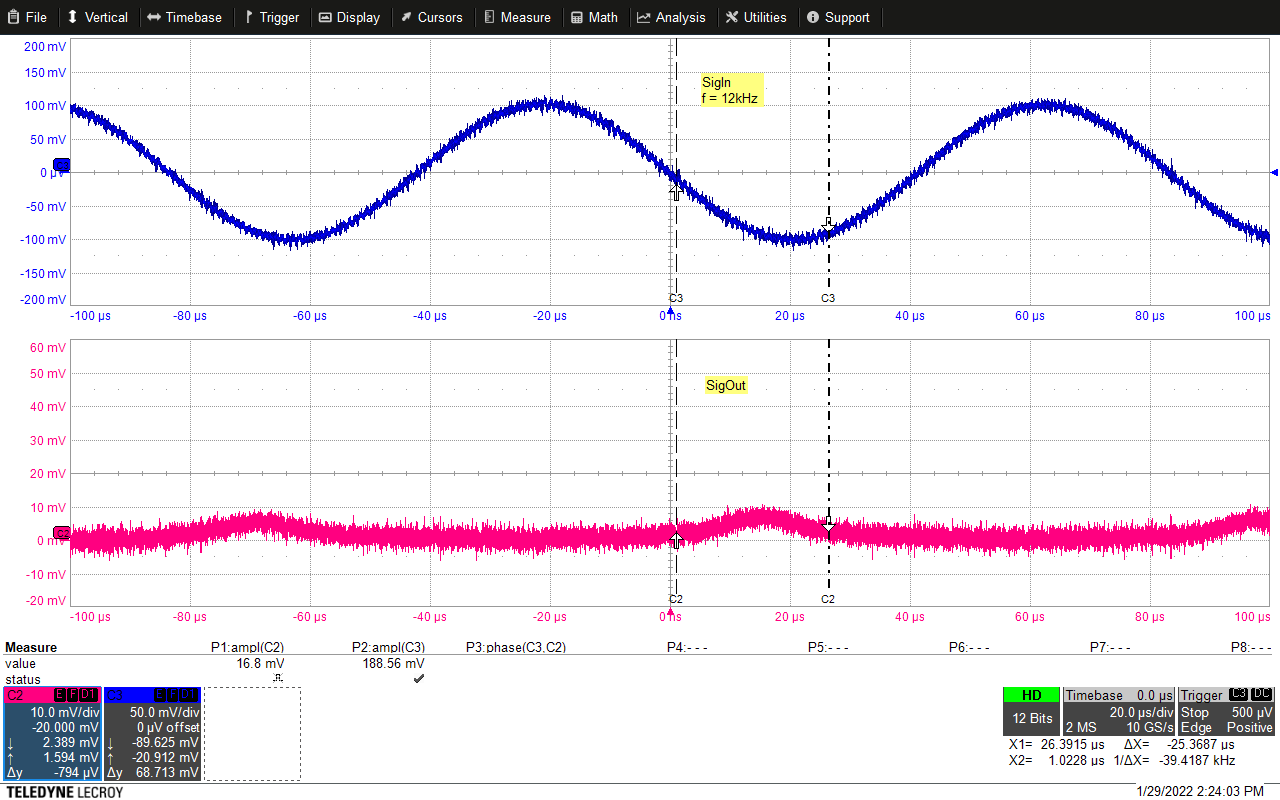 File Vertical Timebase Trigger Display Cursors Measure Math Analysis Utilities Support
200 mV
150 mV
100 mV
50 mV
0 µV
-50 mV
-100 mV
-150 mV
-200 mV
SigIn
f = 12kHz
C3 C3
-100 µs -80 µs -60 µs -40 µs -20 µs 0 ns 20 µs 40 µs 60 µs 80 µs 100 µs
60 mV
50 mV
40 mV
30 mV
20 mV
10 mV
0 mV
-10 mV
-20 mV
SigOut
C2
C2 C2
-100 µs -80 µs -60 µs -40 µs -20 µs 0 ns 20 µs 40 µs 60 µs 80 µs 100 µs
Measure P1:ampl(C2) P2:ampl(C3) P3:phase(C3,C2) P4:- - - P5:- - - P6:- - - P7:- - - P8:- - -
value 16.8 mV 188.56 mV
status
C2 E F D1
10.0 mV/div
-20.000 mV
↓ 2.389 mV
↑ 1.594 mV
Δy -794 µV
C3 E F D1
50.0 mV/div
0 µV offset
↓ -89.625 mV
↑ -20.912 mV
Δy 68.713 mV
HD
12 Bits
Timebase 0.0 µs
20.0 µs/div
2 MS 10 GS/s
Trigger C3 DC
Stop 500 µV
Edge Positive
X1= 26.3915 µs ΔX= -25.3687 µs
X2= 1.0228 µs 1/ΔX= -39.4187 kHz
TELEDYNE LECROY
1/29/2022 2:24:03 PM